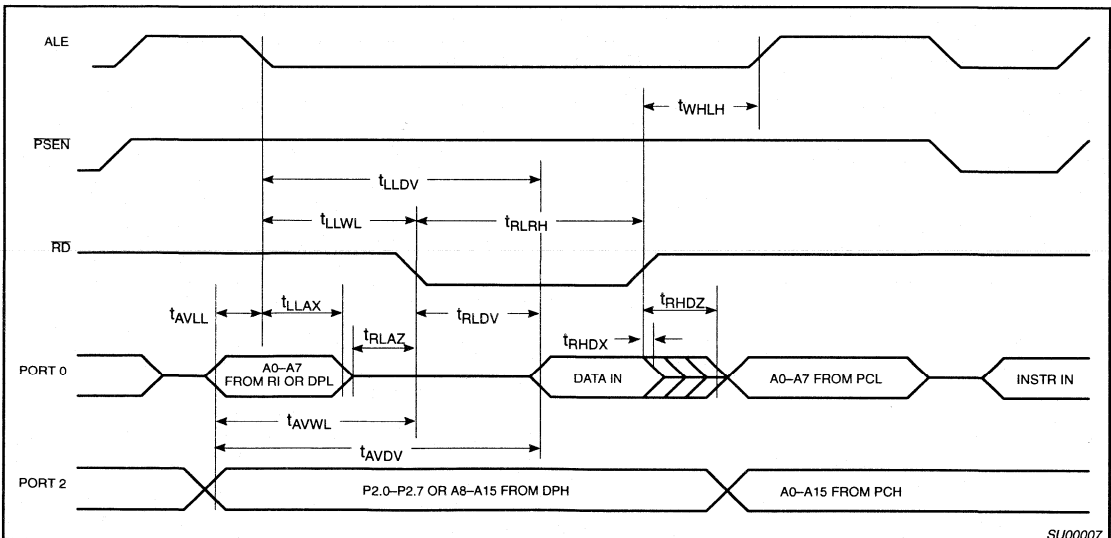 ALE
tWHLH
PSEN
tLLDV
tLLWL
tRLRH
RD
tAVLL
tLLAX
tRLAZ
tRLDV
tRHDZ
tRHDX
PORT 0
A0–A7
FROM RI OR DPL
DATA IN
A0–A7 FROM PCL
INSTR IN
tAVWL
tAVDV
PORT 2
P2.0–P2.7 OR A8–A15 FROM DPH
A0–A15 FROM PCH
SU00007